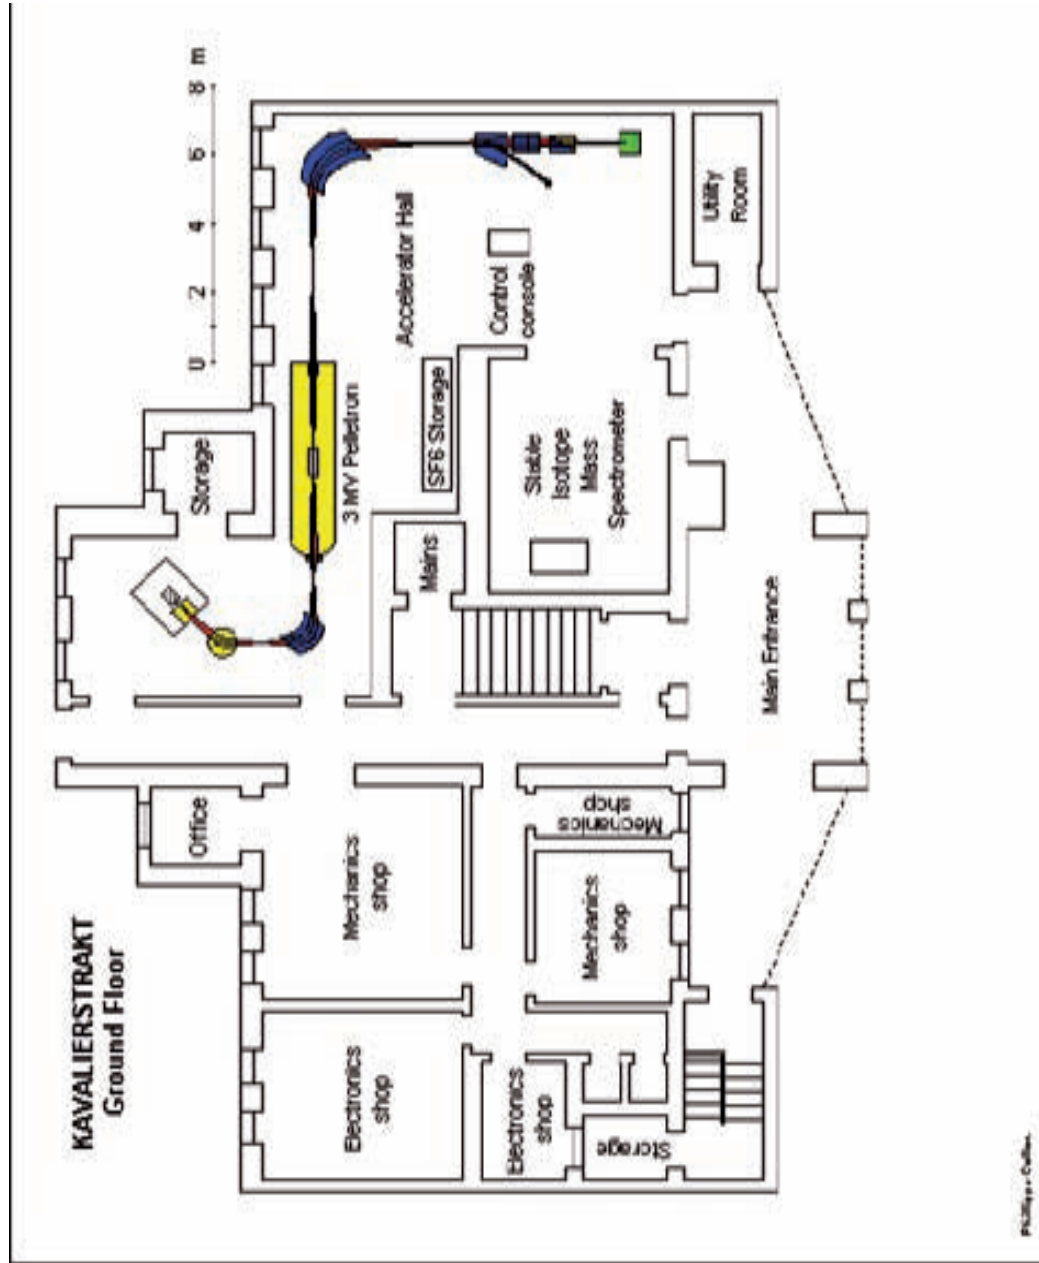 KAVALIERSTRAKT
Ground Floor
0 2 4 6 8 m
Office
Storage
Electronics
shop
Mechanics
shop
3 MV Pelletron
Accelerator Hall
SF6 Storage
Mains
Control
console
Electronics
shop
Storage
Mechanics
shop
Mechanics
shop
Stable
Isotope
Mass
Spectrometer
Utility
Room
Main Entrance